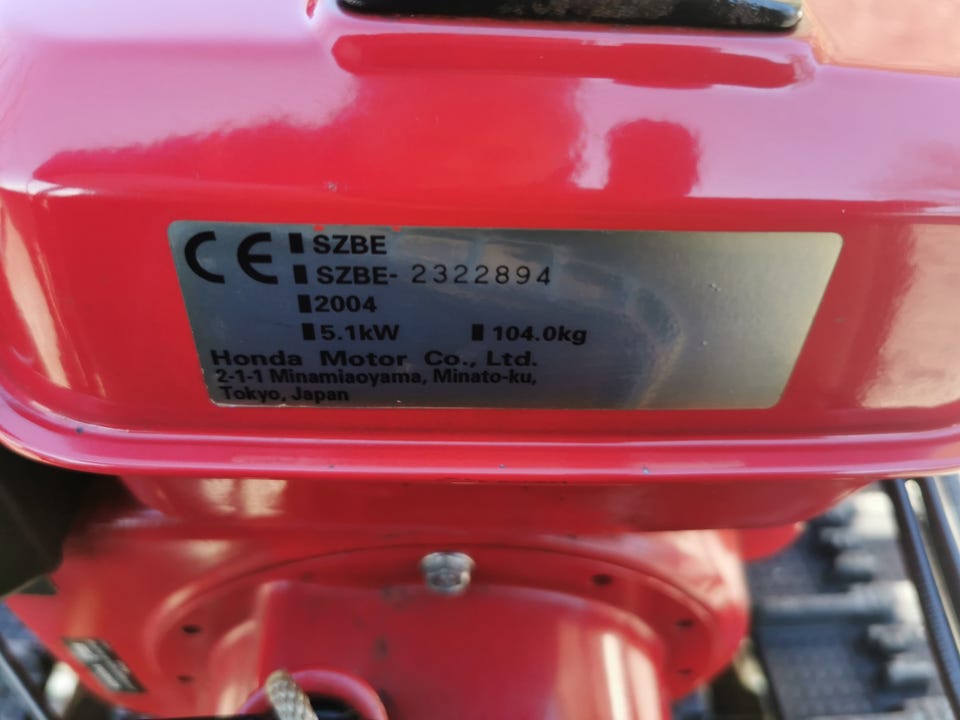 CE SZBE
SZBE- 2322894
2004
5.1kW 104.0kg
Honda Motor Co., Ltd.
2-1-1 Minamiaoyama, Minato-ku,
Tokyo, Japan